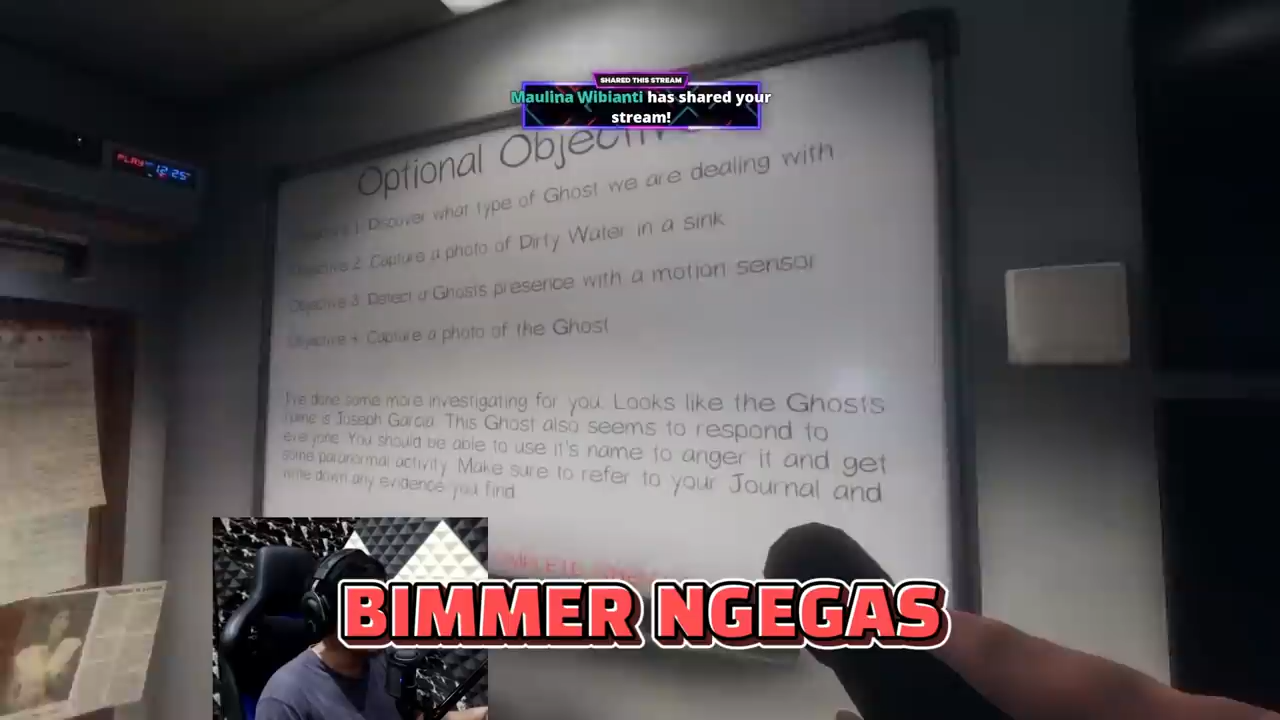 SHARED THIS STREAM
Maulina Wibianti has shared your
stream!
PLAY 12:25
Optional
Objective 1: Discover what type of Ghost we are dealing with
Objective 2: Capture a photo of Dirty Water in a sink
Objective 3: Detect a Ghosts presence with a motion sensor
Objective 4: Capture a photo of the Ghost
I've done some more investigating for you. Looks like the Ghosts
name is Joseph Garcia. This Ghost also seems to respond to
everyone. You should be able to use it's name to anger it and get
some paranormal activity. Make sure to refer to your Journal and
write down any evidence you find.
BIMMER NGEGAS